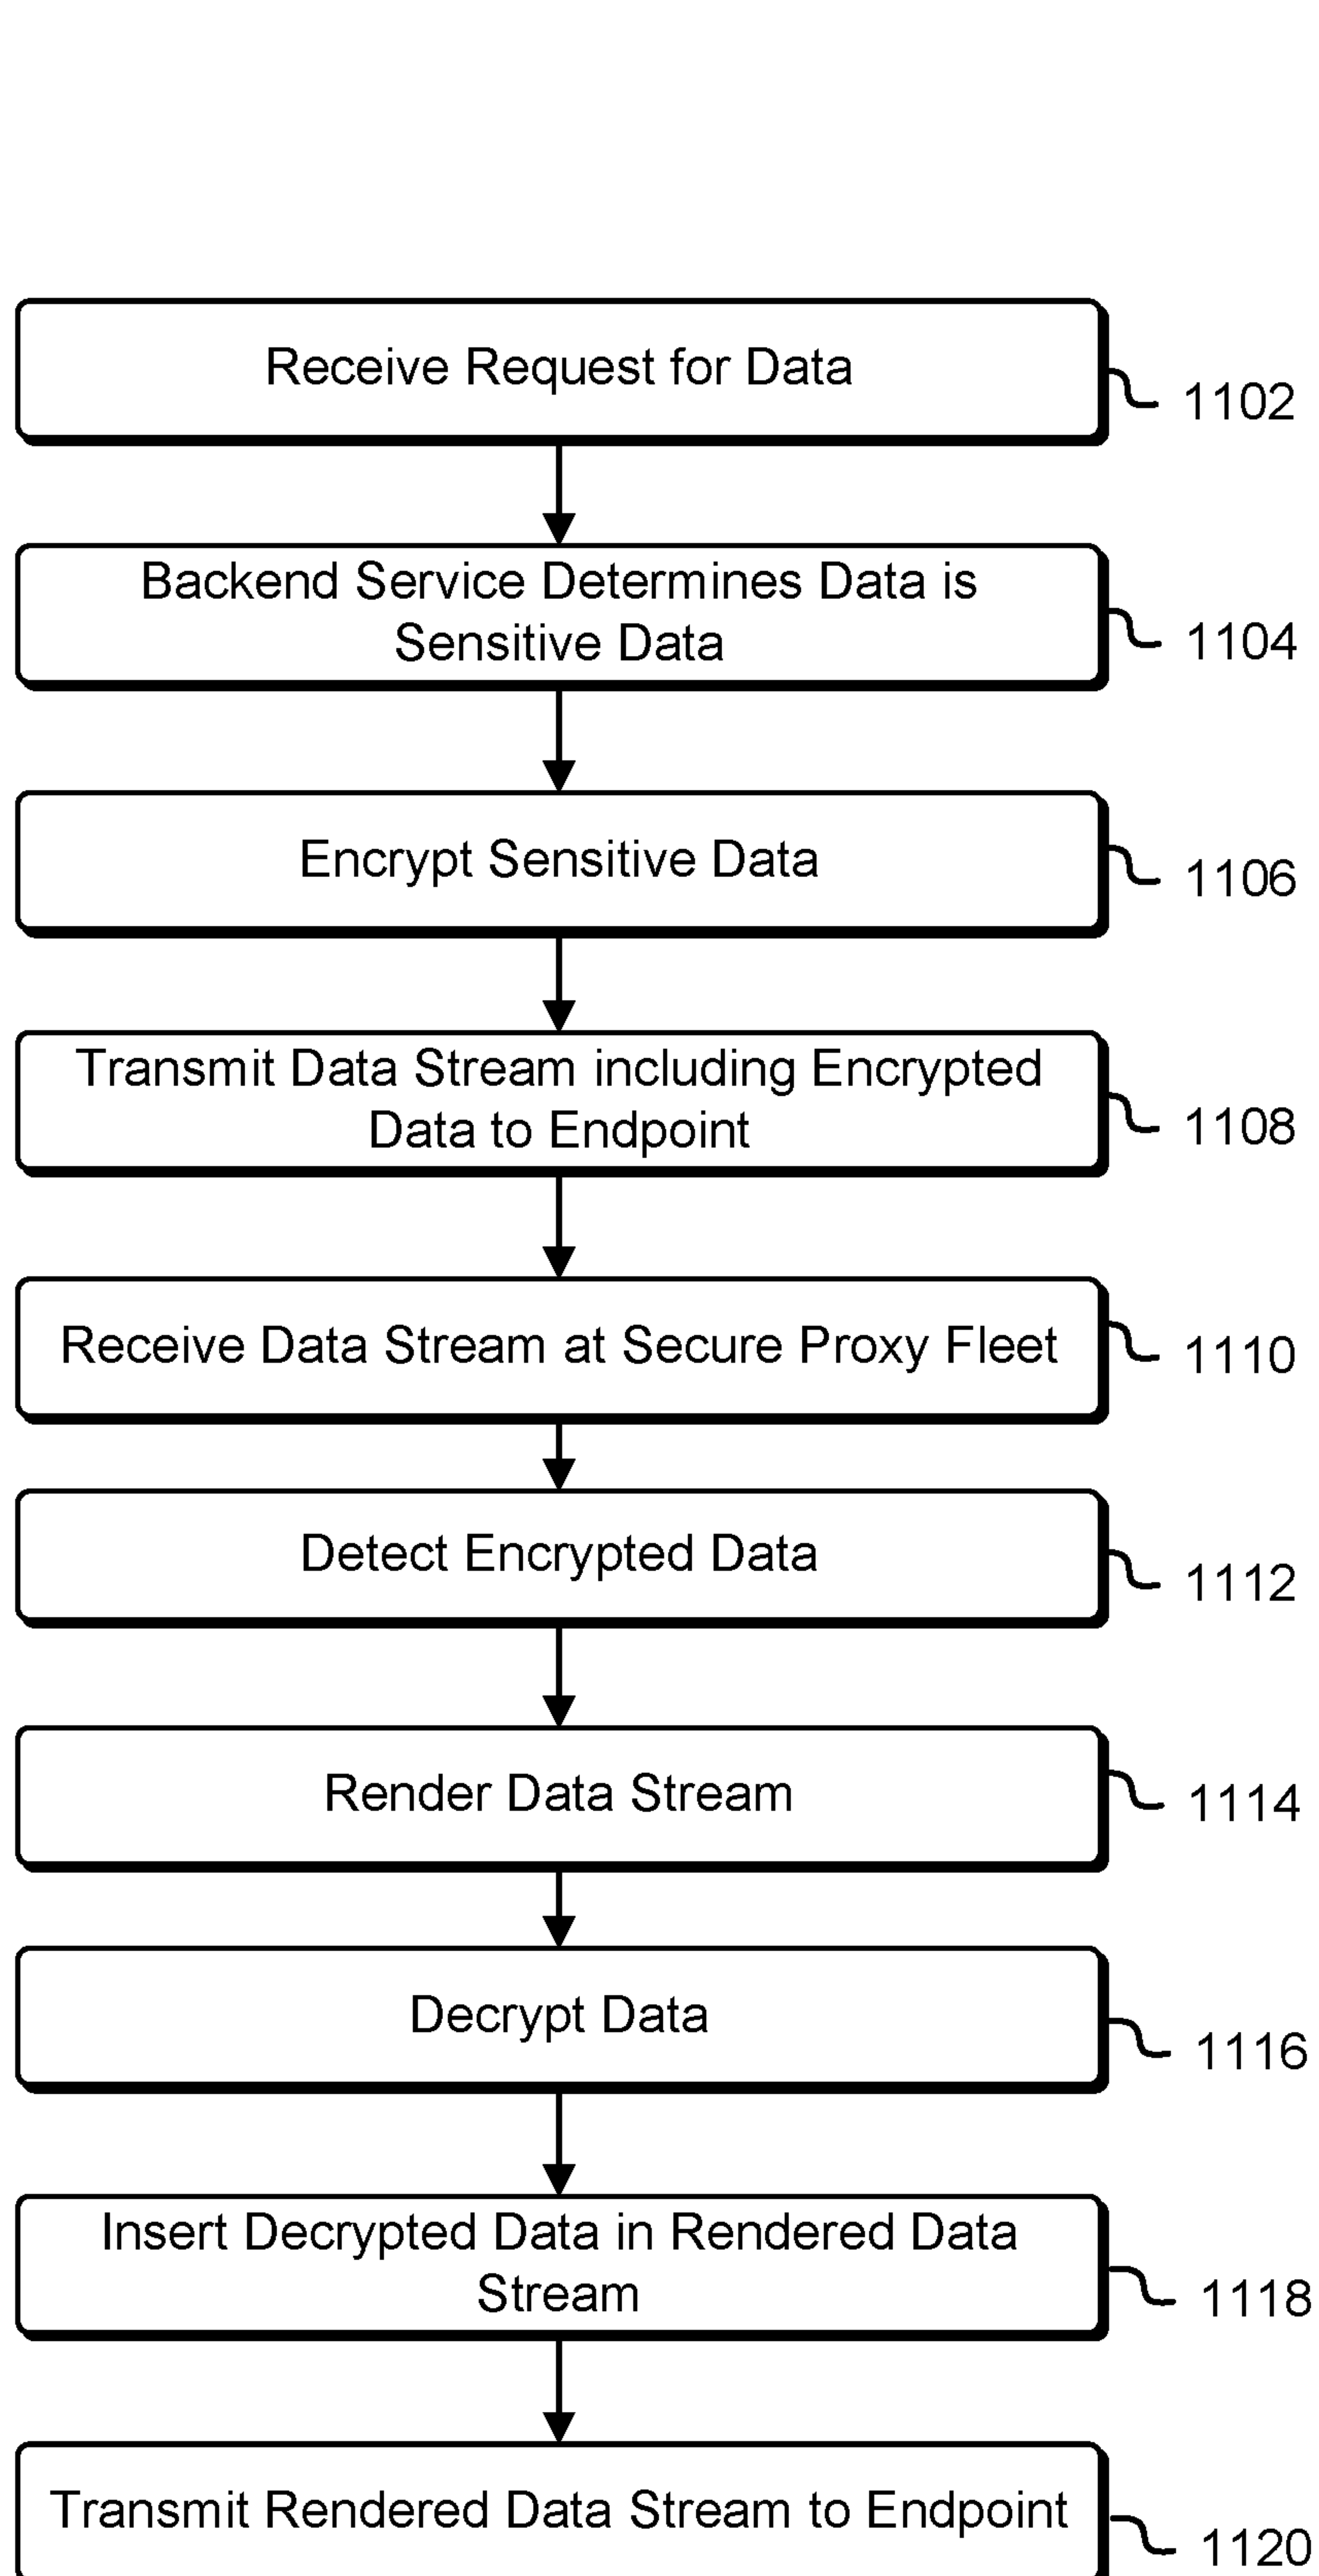 Receive Request for Data
1102
Backend Service Determines Data is
Sensitive Data
1104
Encrypt Sensitive Data
1106
Transmit Data Stream including Encrypted
Data to Endpoint
1108
Receive Data Stream at Secure Proxy Fleet
1110
Detect Encrypted Data
1112
Render Data Stream
1114
Decrypt Data
1116
Insert Decrypted Data in Rendered Data
Stream
1118
Transmit Rendered Data Stream to Endpoint
1120